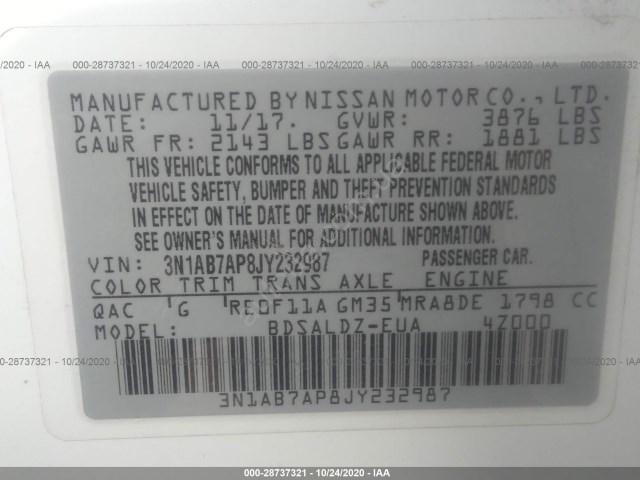 000-28737321 - 10/24/2020 - IAA
MANUFACTURED BY NISSAN MOTOR CO., LTD.
DATE: 11/17. GVWR: 3876 LBS
GAWR FR: 2143 LBS GAWR RR: 1881 LBS
THIS VEHICLE CONFORMS TO ALL APPLICABLE FEDERAL MOTOR
VEHICLE SAFETY, BUMPER AND THEFT PREVENTION STANDARDS
IN EFFECT ON THE DATE OF MANUFACTURE SHOWN ABOVE.
SEE OWNER'S MANUAL FOR ADDITIONAL INFORMATION.
VIN: 3N1AB7AP8JY232987 PASSENGER CAR.
COLOR TRIM TRANS AXLE ENGINE
QAC G RE0F11A GM35 MRA8DE 1798 CC
MODEL: BDSALDZ-EUA 4Z000
3N1AB7AP8JY232987
000-28737321 - 10/24/2020 - IAA